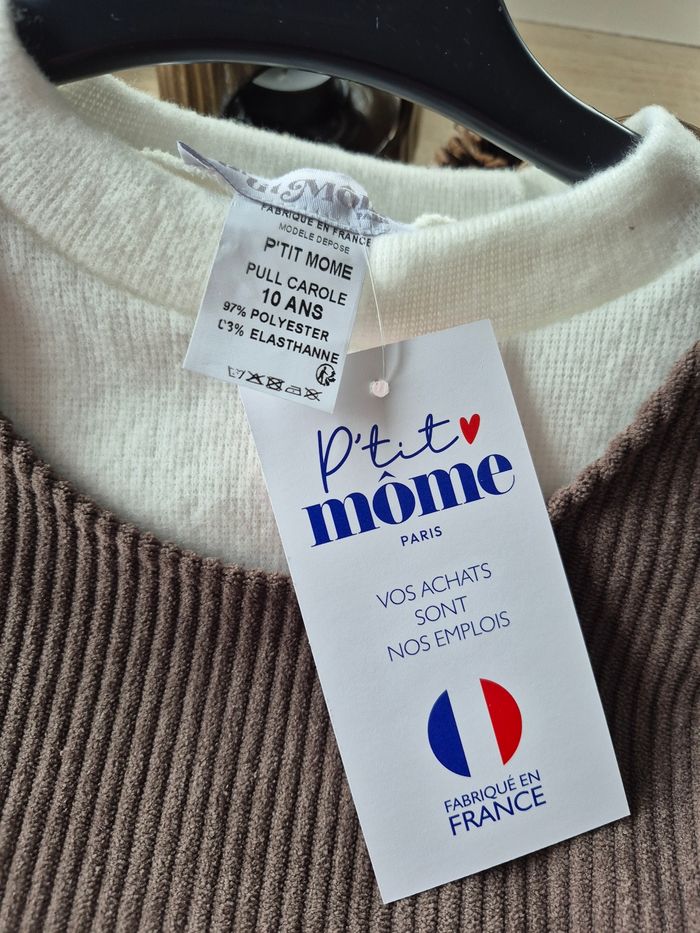 FABRIQUE EN FRANCE
MODELE DEPOSE
P'TIT MOME
PULL CAROLE
10 ANS
97% POLYESTER
3% ELASTHANNE
P'tit
môme
PARIS
VOS ACHATS
SONT
NOS EMPLOIS
FABRIQUÉ EN
FRANCE